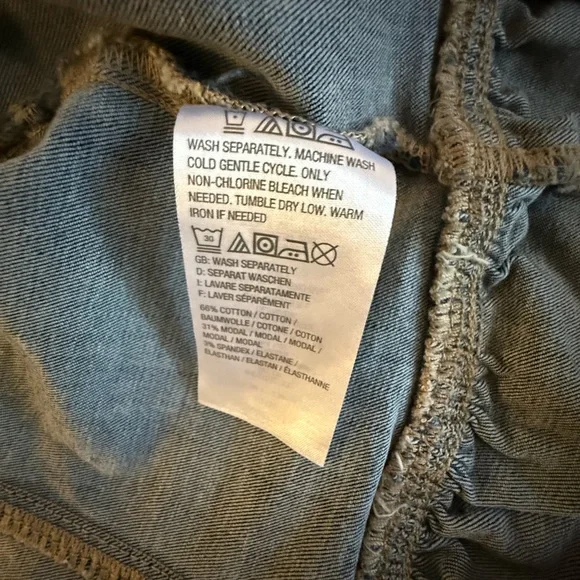 WASH SEPARATELY. MACHINE WASH
COLD GENTLE CYCLE. ONLY
NON-CHLORINE BLEACH WHEN
NEEDED. TUMBLE DRY LOW. WARM
IRON IF NEEDED
30
GB: WASH SEPARATELY
D: SEPARAT WASCHEN
I: LAVARE SEPARATAMENTE
F: LAVER SÉPARÉMENT
66% COTTON / COTTON /
BAUMWOLLE / COTONE / COTON
31% MODAL / MODAL / MODAL /
MODAL / MODAL
3% SPANDEX / ELASTANE /
ELASTHAN / ELASTAN / ÉLASTHANNE